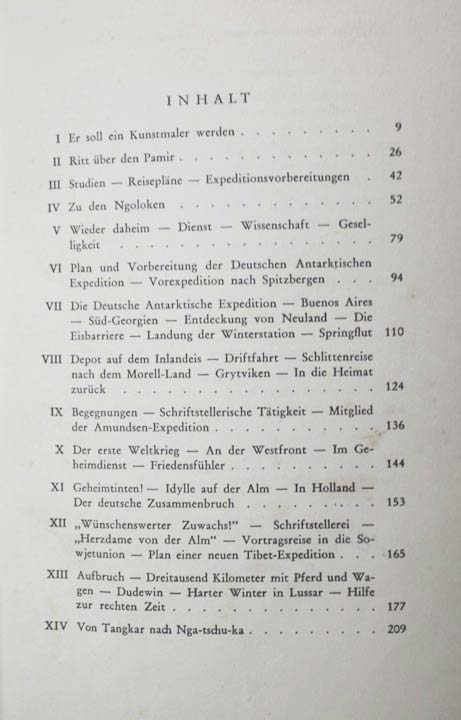 INHALT
I Er soll ein Kunstmaler werden . . . . . . . . 9
II Ritt über den Pamir . . . . . . . . . . . . 26
III Studien — Reisepläne — Expeditionsvorbereitungen . 42
IV Zu den Ngoloken . . . . . . . . . . . . 52
V Wieder daheim — Dienst — Wissenschaft — Gesel-
ligkeit . . . . . . . . . . . . . . . . 79
VI Plan und Vorbereitung der Deutschen Antarktischen
Expedition — Vorexpedition nach Spitzbergen . . . 94
VII Die Deutsche Antarktische Expedition — Buenos Aires
— Süd-Georgien — Entdeckung von Neuland — Die
Eisbarriere — Landung der Winterstation — Springflut 110
VIII Depot auf dem Inlandeis — Driftfahrt — Schlittenreise
nach dem Morell-Land — Grytviken — In die Heimat
zurück . . . . . . . . . . . . . . . . 124
IX Begegnungen — Schriftstellerische Tätigkeit — Mitglied
der Amundsen-Expedition . . . . . . . . . . 136
X Der erste Weltkrieg — An der Westfront — Im Ge-
heimdienst — Friedensfühler . . . . . . . . . 144
XI Geheimtinten! — Idylle auf der Alm — In Holland —
Der deutsche Zusammenbruch . . . . . . . . . 153
XII „Wünschenswerter Zuwachs!“ — Schriftstellerei —
„Herzdame von der Alm“ — Vortragsreise in die So-
wjetunion — Plan einer neuen Tibet-Expedition . . . 165
XIII Aufbruch — Dreitausend Kilometer mit Pferd und Wa-
gen — Dudewin — Harter Winter in Lussar — Hilfe
zur rechten Zeit . . . . . . . . . . . . . 177
XIV Von Tangkar nach Nga-tschu-ka . . . . . . . . 209